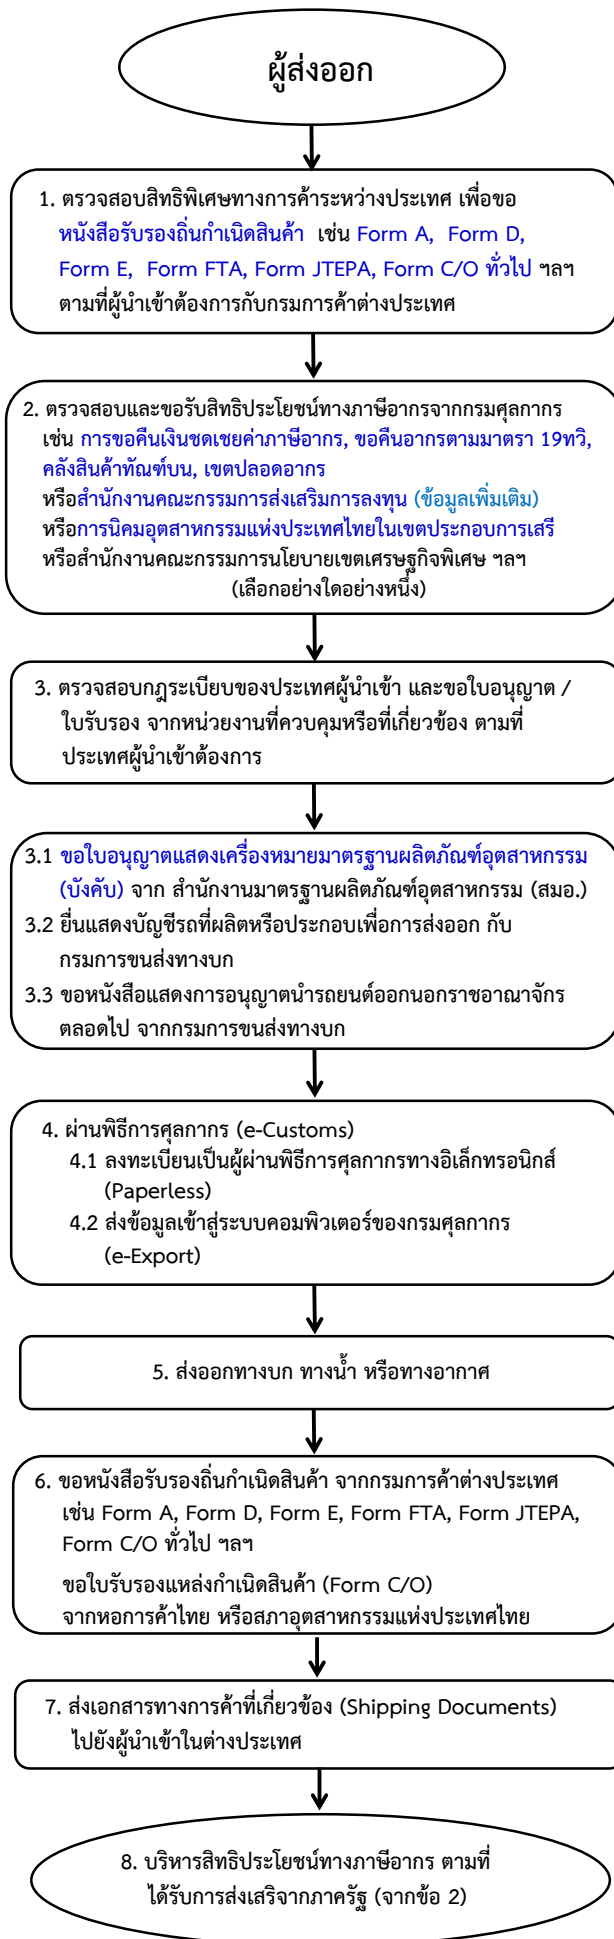 ผู้ส่งออก
1. ตรวจสอบสิทธิพิเศษทางการค้าระหว่างประเทศ เพื่อขอ
หนังสือรับรองถิ่นกำเนิดสินค้า เช่น Form A, Form D,
Form E, Form FTA, Form JTEPA, Form C/O ทั่วไป ฯลฯ
ตามที่ผู้นำเข้าต้องการกับกรมการค้าต่างประเทศ
2. ตรวจสอบและขอรับสิทธิประโยชน์ทางภาษีอากรจากกรมศุลกากร
เช่น การขอคืนเงินชดเชยค่าภาษีอากร, ขอคืนอากรตามมาตรา 19ทวิ,
คลังสินค้าทัณฑ์บน, เขตปลอดอากร
หรือสำนักงานคณะกรรมการส่งเสริมการลงทุน (ข้อมูลเพิ่มเติม)
หรือการนิคมอุตสาหกรรมแห่งประเทศไทยในเขตประกอบการเสรี
หรือสำนักงานคณะกรรมการนโยบายเขตเศรษฐกิจพิเศษ ฯลฯ
(เลือกอย่างใดอย่างหนึ่ง)
3. ตรวจสอบกฎระเบียบของประเทศผู้นำเข้า และขอใบอนุญาต /
ใบรับรอง จากหน่วยงานที่ควบคุมหรือที่เกี่ยวข้อง ตามที่
ประเทศผู้นำเข้าต้องการ
3.1 ขอใบอนุญาตแสดงเครื่องหมายมาตรฐานผลิตภัณฑ์อุตสาหกรรม
(บังคับ) จาก สำนักงานมาตรฐานผลิตภัณฑ์อุตสาหกรรม (สมอ.)
3.2 ยื่นแสดงบัญชีรถที่ผลิตหรือประกอบเพื่อการส่งออก กับ
กรมการขนส่งทางบก
3.3 ขอหนังสือแสดงการอนุญาตนำรถยนต์ออกนอกราชอาณาจักร
ตลอดไป จากกรมการขนส่งทางบก
4. ผ่านพิธีการศุลกากร (e-Customs)
4.1 ลงทะเบียนเป็นผู้ผ่านพิธีการศุลกากรทางอิเล็กทรอนิกส์
(Paperless)
4.2 ส่งข้อมูลเข้าสู่ระบบคอมพิวเตอร์ของกรมศุลกากร
(e-Export)
5. ส่งออกทางบก ทางน้ำ หรือทางอากาศ
6. ขอหนังสือรับรองถิ่นกำเนิดสินค้า จากกรมการค้าต่างประเทศ
เช่น Form A, Form D, Form E, Form FTA, Form JTEPA,
Form C/O ทั่วไป ฯลฯ
ขอใบรับรองแหล่งกำเนิดสินค้า (Form C/O)
จากหอการค้าไทย หรือสภาอุตสาหกรรมแห่งประเทศไทย
7. ส่งเอกสารทางการค้าที่เกี่ยวข้อง (Shipping Documents)
ไปยังผู้นำเข้าในต่างประเทศ
8. บริหารสิทธิประโยชน์ทางภาษีอากร ตามที่
ได้รับการส่งเสริจากภาครัฐ (จากข้อ 2)